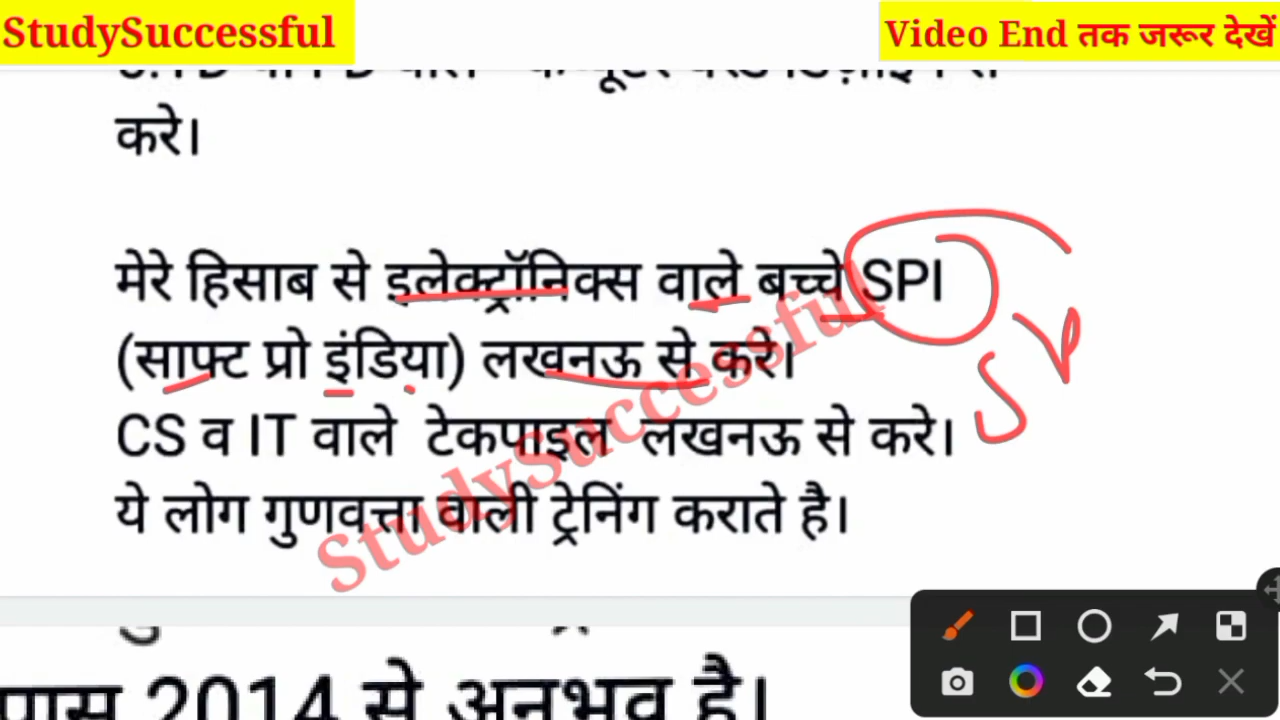 StudySuccessful
Video End तक जरूर देखें
करे।
मेरे हिसाब से इलेक्ट्रॉनिक्स वाले बच्चे SPI
(साफ्ट प्रो इंडिया) लखनऊ से करे।
CS व IT वाले टेकपाइल लखनऊ से करे।
ये लोग गुणवत्ता वाली ट्रेनिंग कराते है।
StudySuccessful
SP
पास 2014 से अनुभव है।